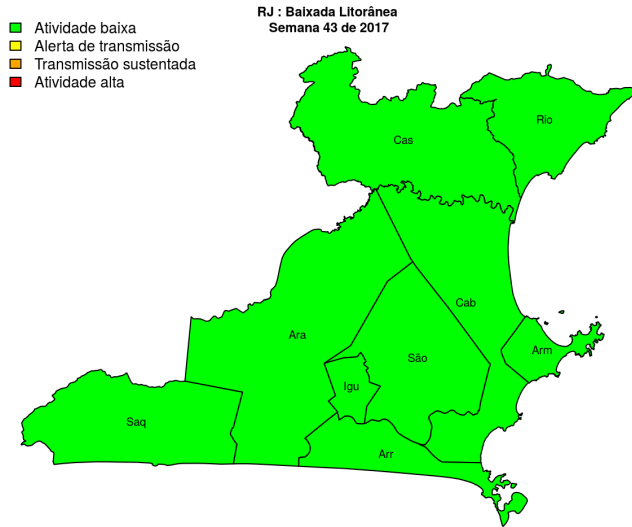 RJ : Baixada Litorânea
Semana 43 de 2017
Atividade baixa
Alerta de transmissão
Transmissão sustentada
Atividade alta
Rio
Cas
Cab
Ara
Arm
São
Igu
Saq
Arr